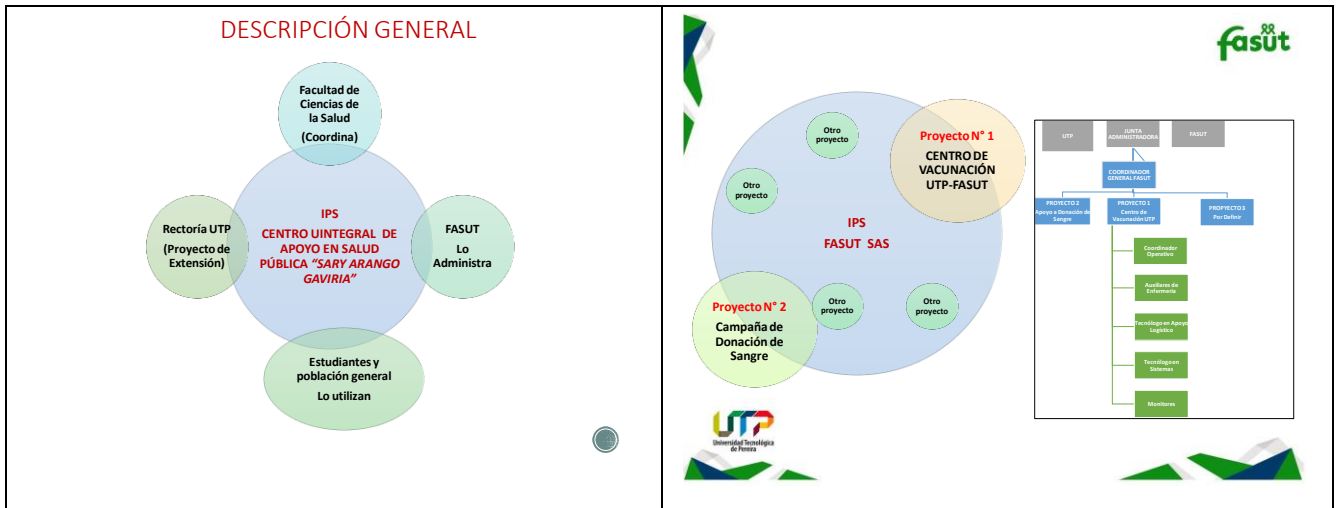 DESCRIPCIÓN GENERAL
Facultad de
Ciencias de
la Salud
(Coordina)
Rectoría UTP
(Proyecto de
Extensión)
IPS
CENTRO UINTEGRAL DE
APOYO EN SALUD
PÚBLICA "SARY ARANGO
GAVIRIA"
FASUT
Lo
Administra
Estudiantes y
población general
Lo utilizan
fasut
Otro
proyecto
Otro
proyecto
Proyecto N° 1
CENTRO DE
VACUNACIÓN
UTP-FASUT
IPS
FASUT SAS
Proyecto N° 2
Campaña de
Donación de
Sangre
Otro
proyecto
Otro
proyecto
UTP
JUNTA
ADMINISTRADORA
FASUT
COORDINADOR
GENERAL FASUT
PROYECTO 2
Apoyo a Donación de
Sangre
PROYECTO 1
Centro de
Vacunación UTP
PROPYECTO 3
Por Definir
Coordinador
Operativo
Auxiliares de
Enfermería
Tecnólogo en Apoyo
Logístico
Tecnólogo en
Sistemas
Monitores
UTP
Universidad Tecnológica
de Pereira